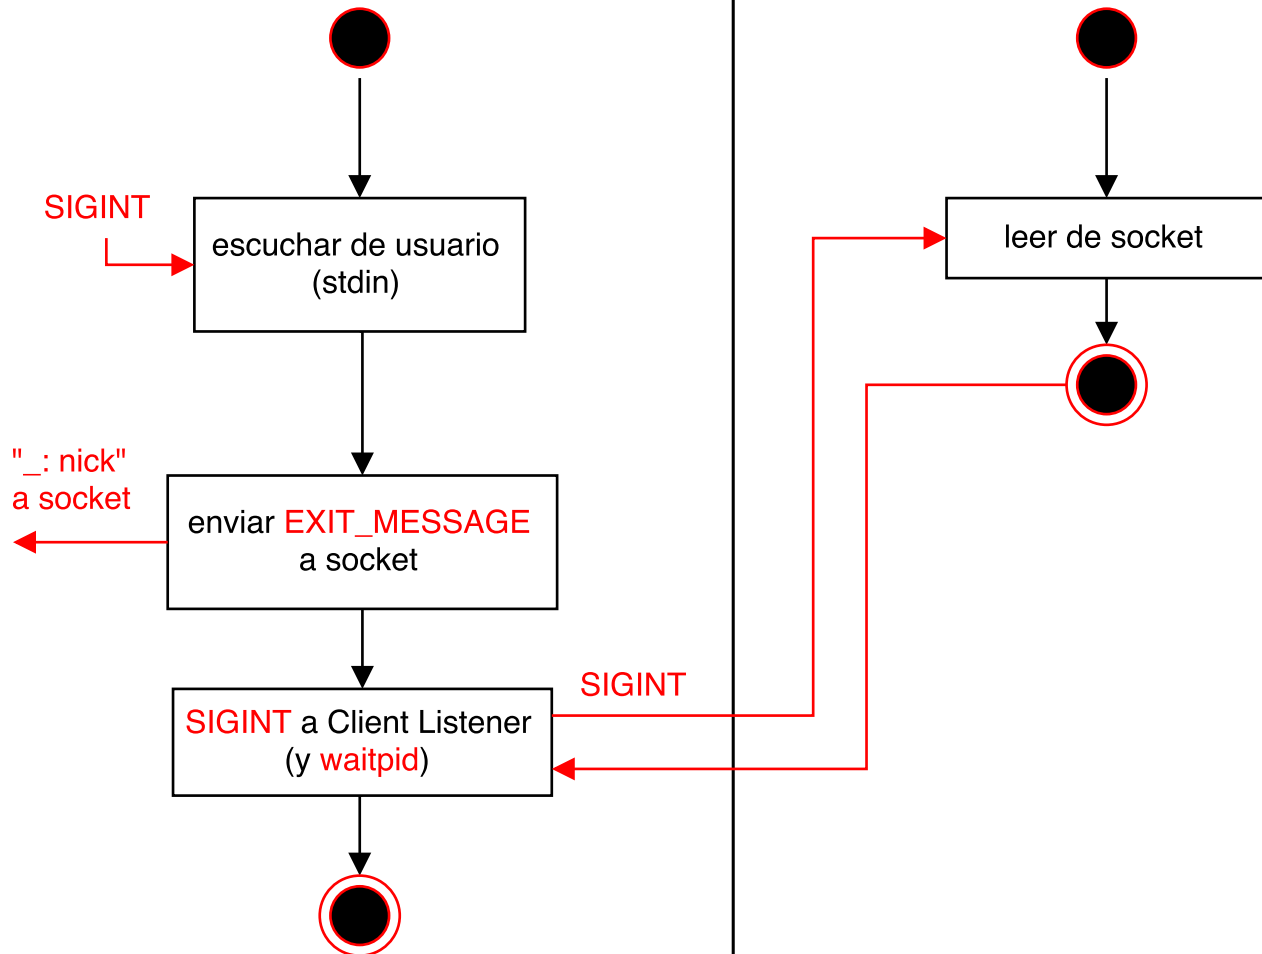 SIGINT
escuchar de usuario
(stdin)
leer de socket
"_: nick"
a socket
enviar EXIT_MESSAGE
a socket
SIGINT
SIGINT a Client Listener
(y waitpid)